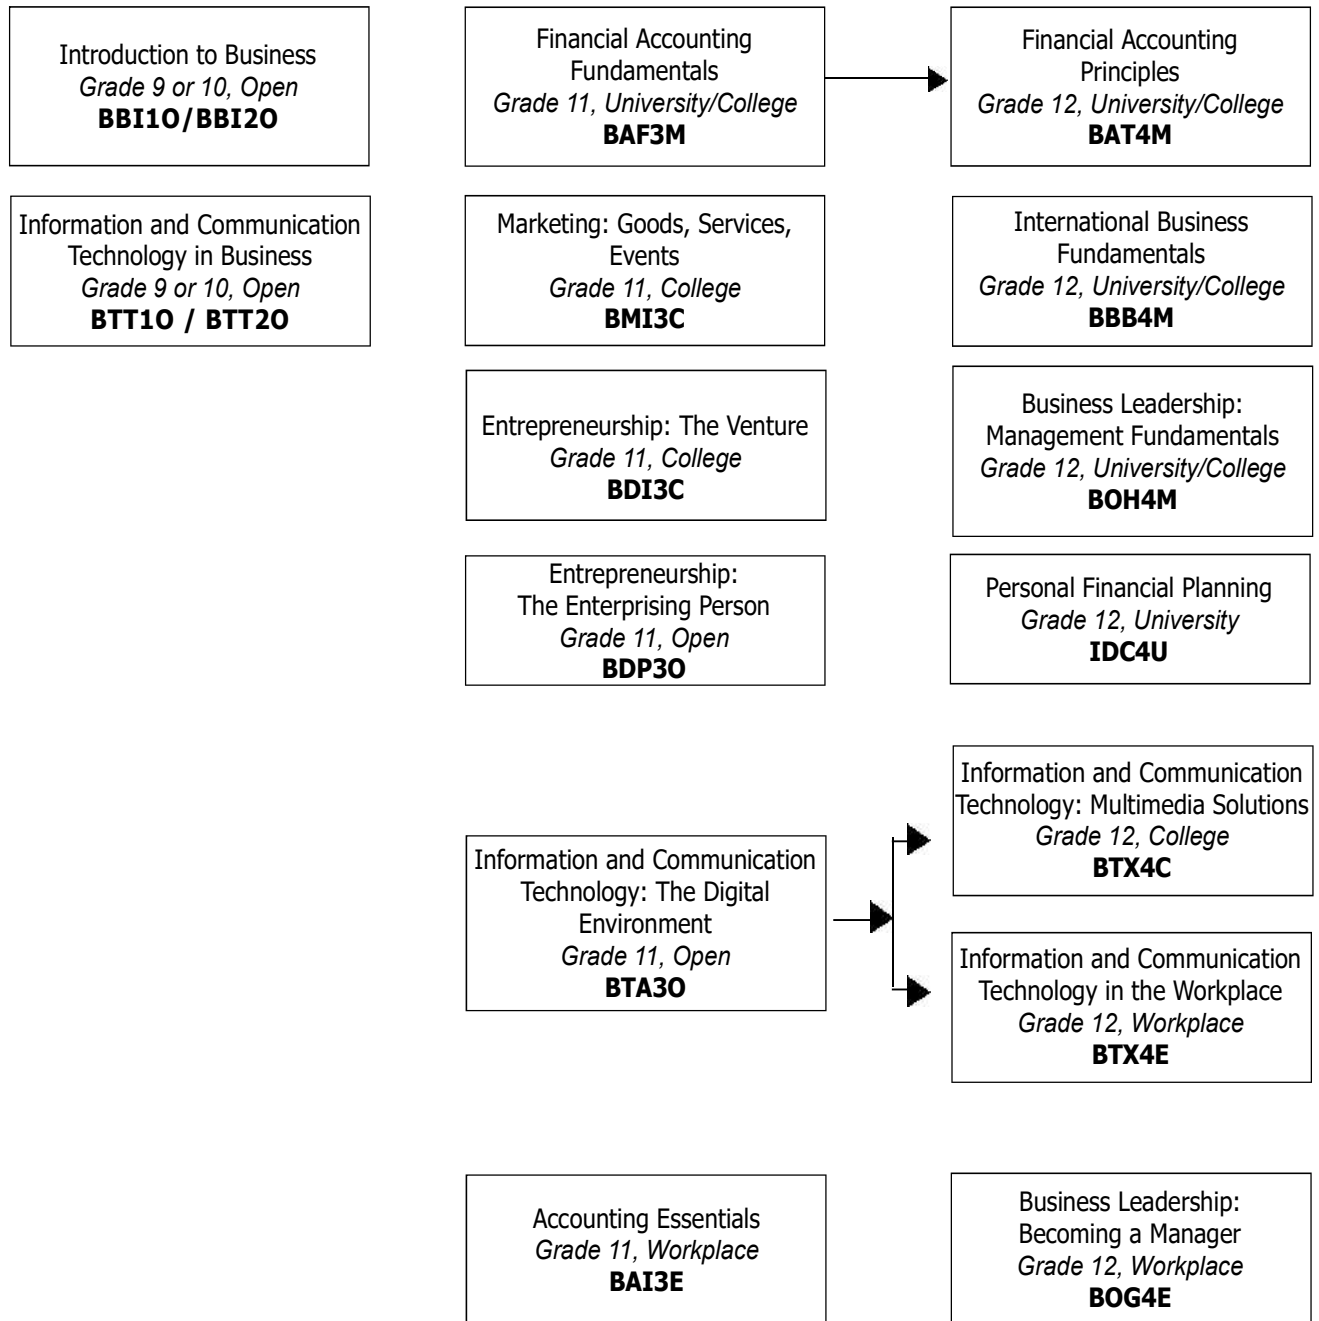 Introduction to Business
Grade 9 or 10, Open
BBI1O/BBI2O
Information and Communication
Technology in Business
Grade 9 or 10, Open
BTT1O / BTT2O
Financial Accounting
Fundamentals
Grade 11, University/College
BAF3M
Marketing: Goods, Services,
Events
Grade 11, College
BMI3C
Entrepreneurship: The Venture
Grade 11, College
BDI3C
Entrepreneurship:
The Enterprising Person
Grade 11, Open
BDP3O
Information and Communication
Technology: The Digital
Environment
Grade 11, Open
BTA3O
Accounting Essentials
Grade 11, Workplace
BAI3E
Financial Accounting
Principles
Grade 12, University/College
BAT4M
International Business
Fundamentals
Grade 12, University/College
BBB4M
Business Leadership:
Management Fundamentals
Grade 12, University/College
BOH4M
Personal Financial Planning
Grade 12, University
IDC4U
Information and Communication
Technology: Multimedia Solutions
Grade 12, College
BTX4C
Information and Communication
Technology in the Workplace
Grade 12, Workplace
BTX4E
Business Leadership:
Becoming a Manager
Grade 12, Workplace
BOG4E